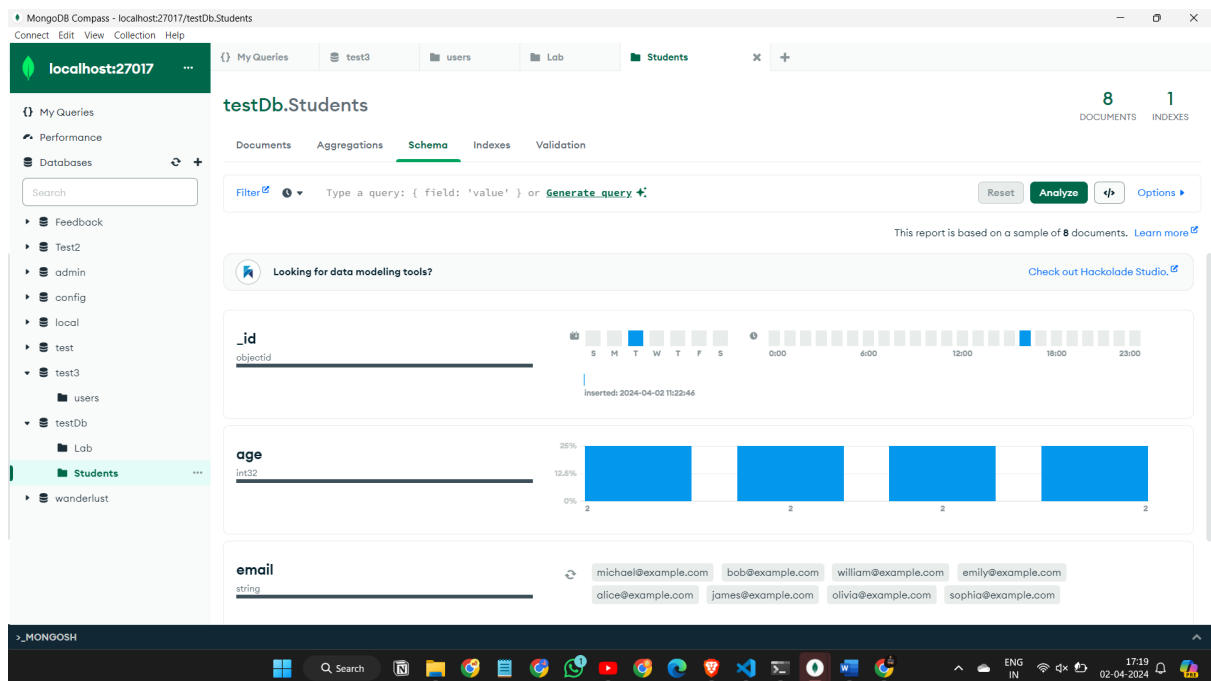 MongoDB Compass - localhost:27017/testDb.Students
Connect Edit View Collection Help
localhost:27017 ...
{} My Queries test3 users Lab Students
{} My Queries
Performance
Databases
Search
Feedback
Test2
admin
config
local
test
test3
users
testDb
Lab
Students ...
wanderlust
testDb.Students
8 1
DOCUMENTS INDEXES
Documents Aggregations Schema Indexes Validation
Filter Type a query: { field: 'value' } or Generate query Reset Analyze </> Options
This report is based on a sample of 8 documents. Learn more
Looking for data modeling tools? Check out Hackolade Studio.
_id
objectid
S M T W T F S 0:00 6:00 12:00 18:00 23:00
inserted: 2024-04-02 11:22:46
age
int32
25%
12.5%
0%
2 2 2 2
email
string
michael@example.com bob@example.com william@example.com emily@example.com
alice@example.com james@example.com olivia@example.com sophia@example.com
>_MONGOSH
Search 1 ENG 17:19
IN 02-04-2024
PRE